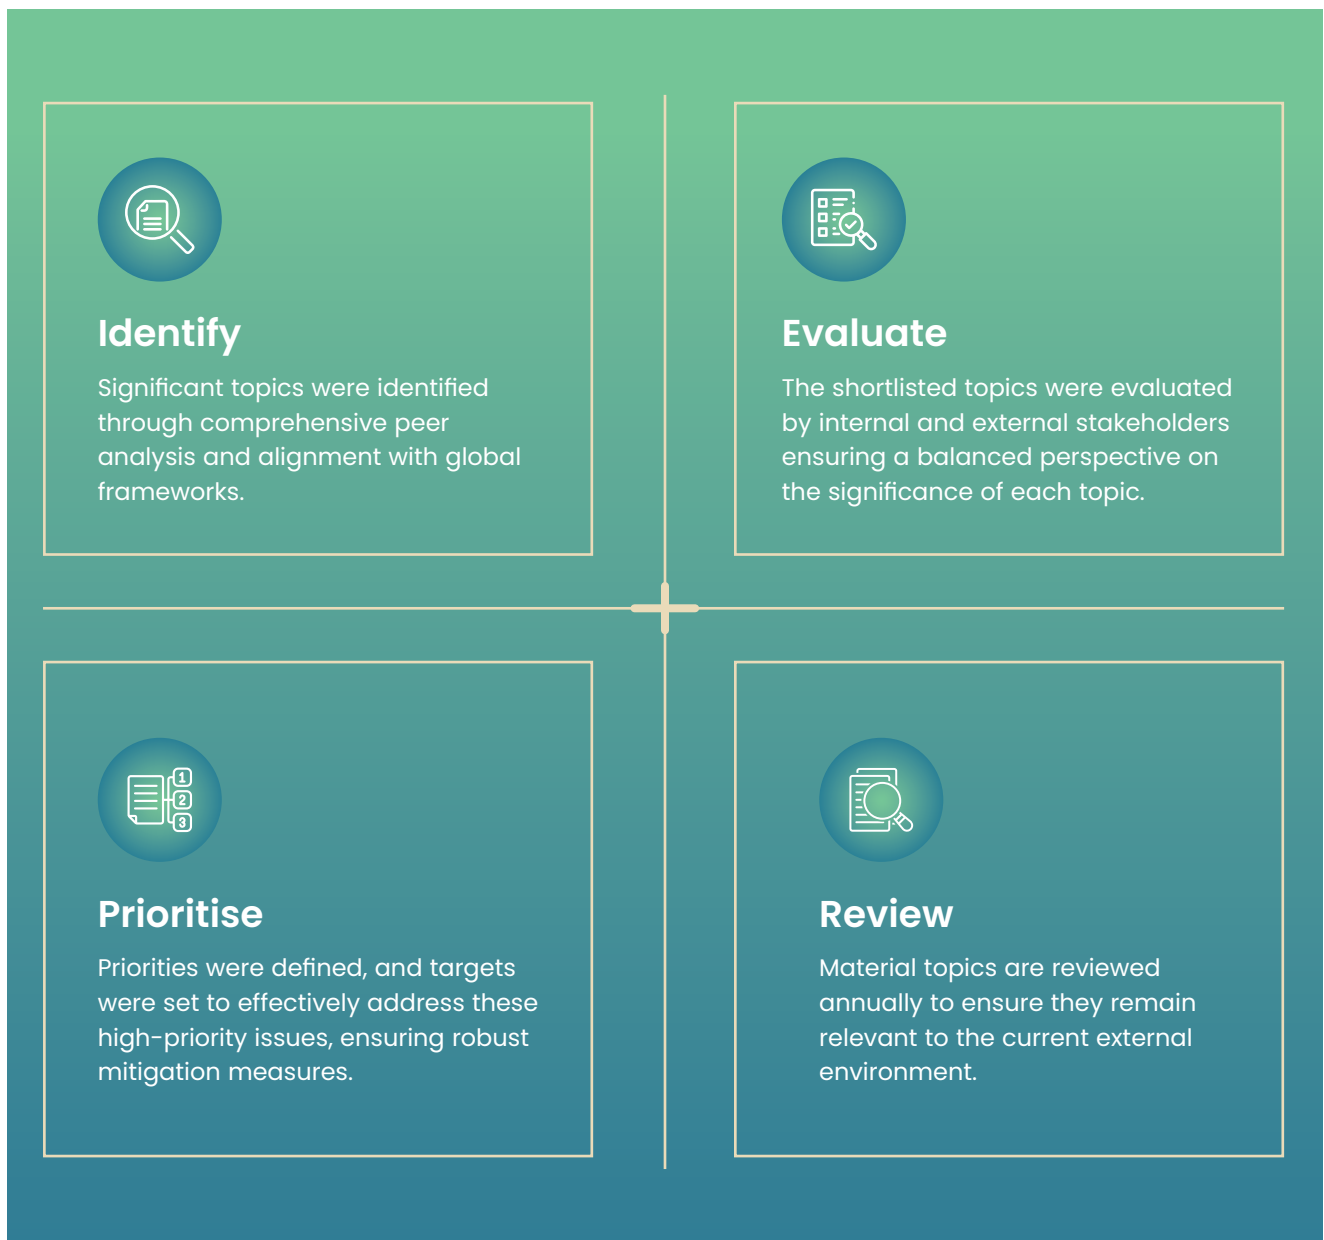 Identify
Significant topics were identified
through comprehensive peer
analysis and alignment with global
frameworks.
Evaluate
The shortlisted topics were evaluated
by internal and external stakeholders
ensuring a balanced perspective on
the significance of each topic.
1
2
3
Prioritise
Priorities were defined, and targets
were set to effectively address these
high-priority issues, ensuring robust
mitigation measures.
Review
Material topics are reviewed
annually to ensure they remain
relevant to the current external
environment.